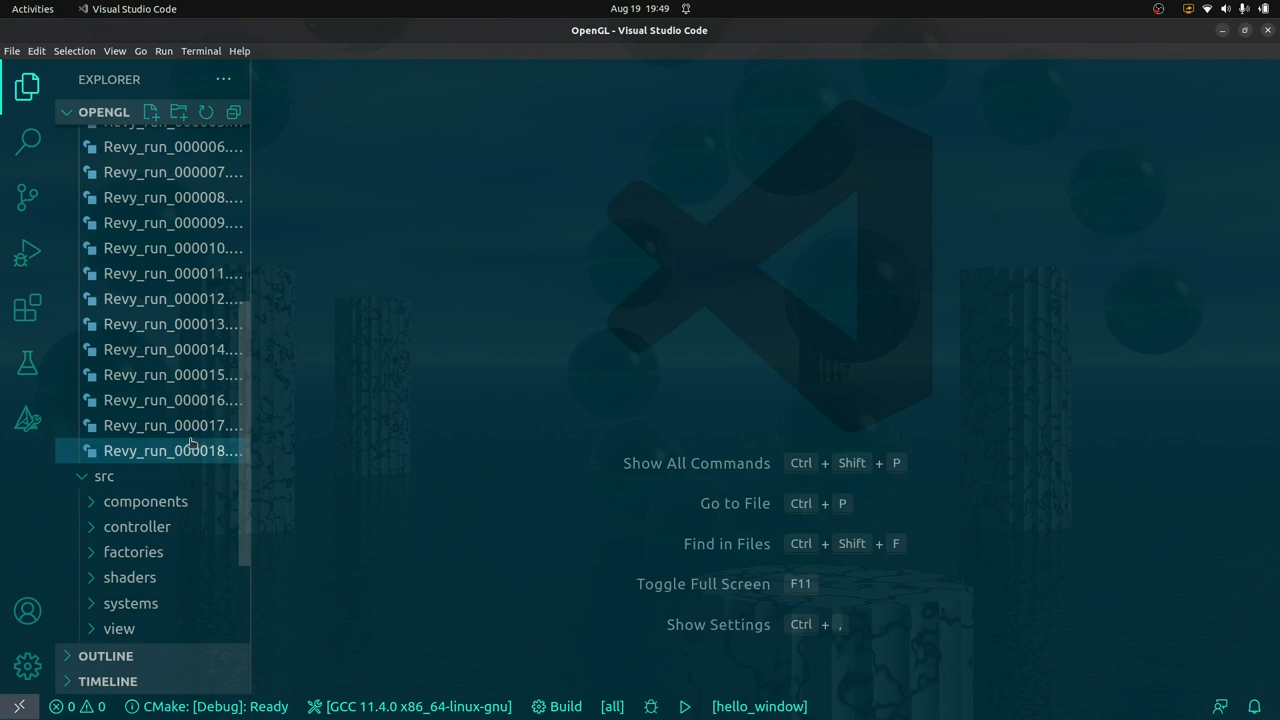 Activities
Visual Studio Code
Aug 19 19:49
OpenGL - Visual Studio Code
File Edit Selection View Go Run Terminal Help
EXPLORER
OPENGL
Revy_run_000006....
Revy_run_000007....
Revy_run_000008....
Revy_run_000009....
Revy_run_000010....
Revy_run_000011....
Revy_run_000012....
Revy_run_000013....
Revy_run_000014....
Revy_run_000015....
Revy_run_000016....
Revy_run_000017....
Revy_run_000018....
src
components
controller
factories
shaders
systems
view
OUTLINE
TIMELINE
Show All Commands Ctrl + Shift + P
Go to File Ctrl + P
Find in Files Ctrl + Shift + F
Toggle Full Screen F11
Show Settings Ctrl + ,
0 0 CMake: [Debug]: Ready [GCC 11.4.0 x86_64-linux-gnu] Build [all] [hello_window]